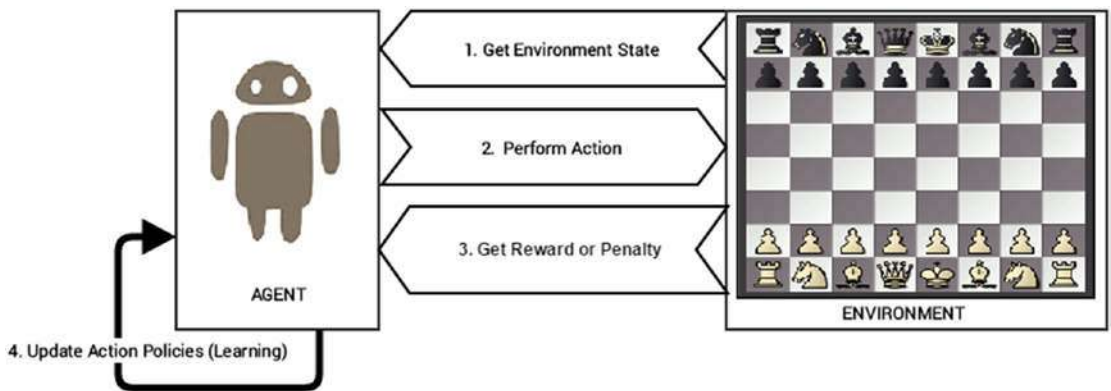 1. Get Environment State
2. Perform Action
3. Get Reward or Penalty
AGENT
ENVIRONMENT
4. Update Action Policies (Learning)